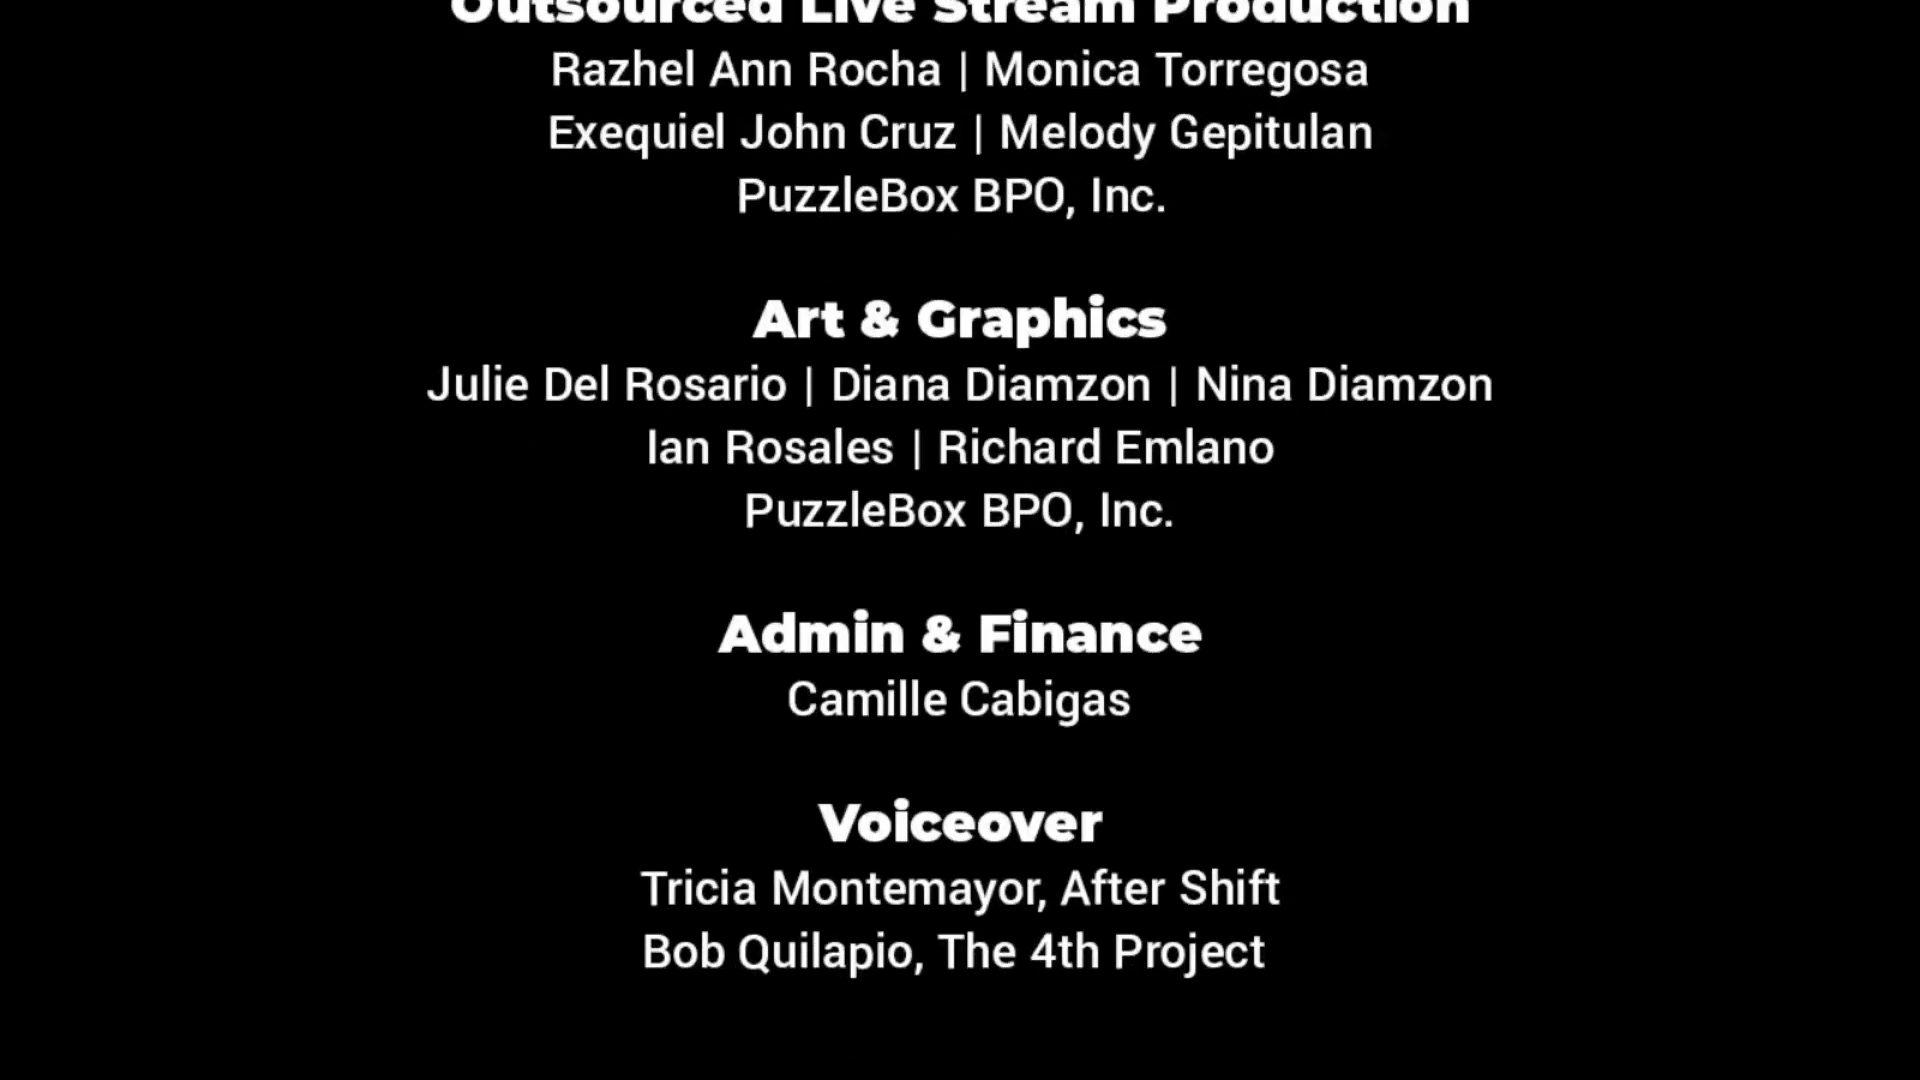 Outsourced Live Stream Production
Razhel Ann Rocha | Monica Torregosa
Exequiel John Cruz | Melody Gepitulan
PuzzleBox BPO, Inc.
Art & Graphics
Julie Del Rosario | Diana Diamzon | Nina Diamzon
Ian Rosales | Richard Emlano
PuzzleBox BPO, Inc.
Admin & Finance
Camille Cabigas
Voiceover
Tricia Montemayor, After Shift
Bob Quilapio, The 4th Project